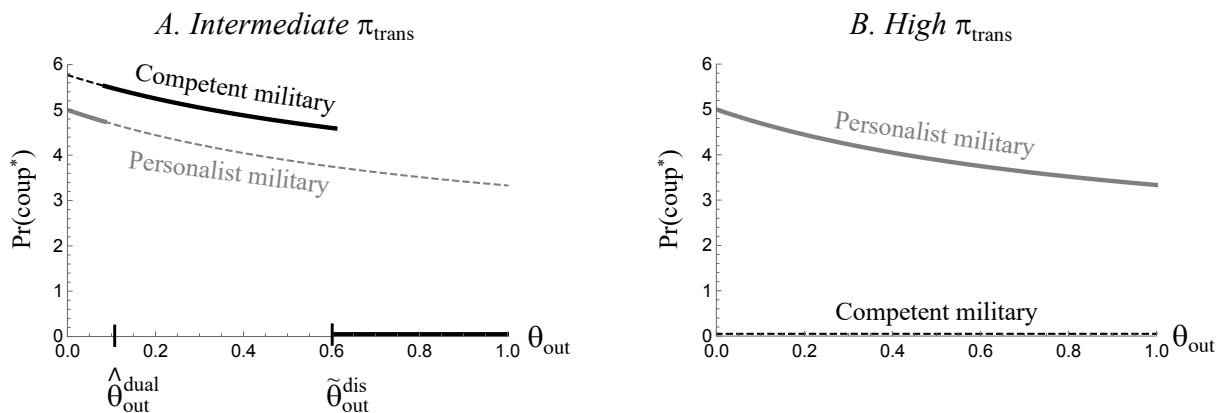 A. Intermediate π_trans
Pr(coup*)
6
5
4
3
2
1
0
Competent military
Personalist military
0.0 0.2 0.4 0.6 0.8 1.0
θ_out
θ̂_out^dual
θ̃_out^dis
B. High π_trans
Pr(coup*)
6
5
4
3
2
1
0
Personalist military
Competent military
0.0 0.2 0.4 0.6 0.8 1.0
θ_out